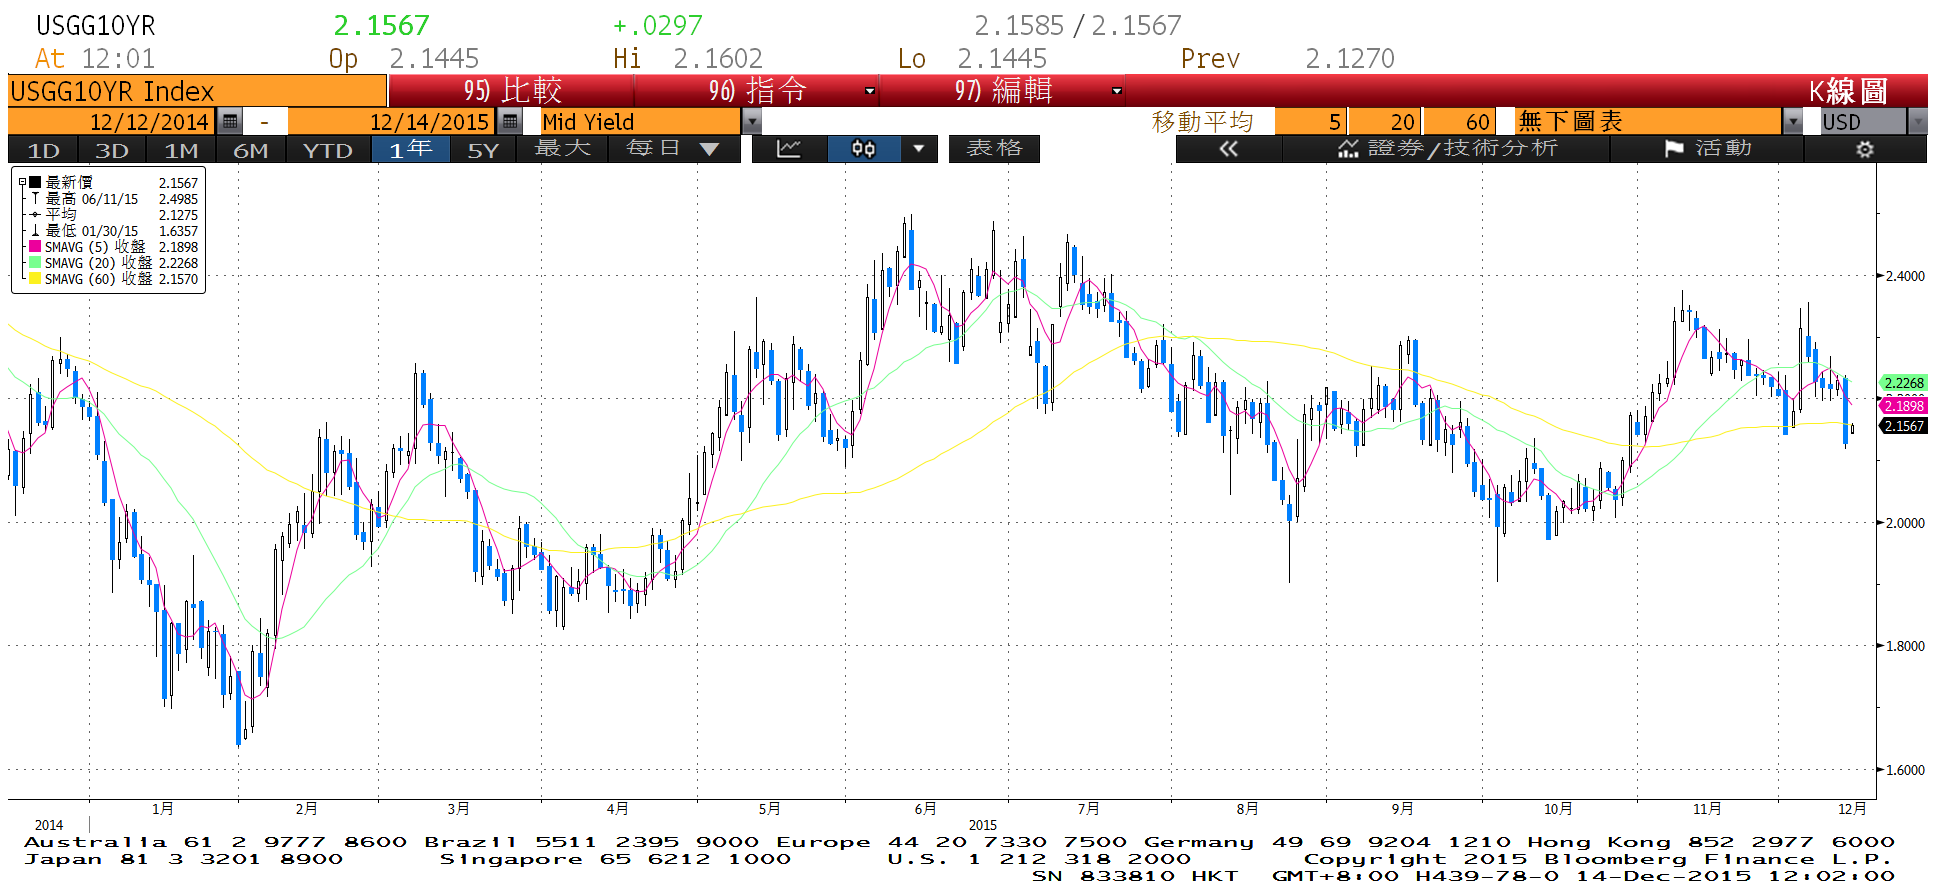 USGG10YR 2.1567 +.0297 2.1585 / 2.1567
At 12:01 Op 2.1445 Hi 2.1602 Lo 2.1445 Prev 2.1270
USGG10YR Index 95) 比較 96) 指令 97) 編輯 K線圖
12/12/2014 - 12/14/2015 Mid Yield 移動平均 5 20 60 無下圖表 USD
1D 3D 1M 6M YTD 1年 5Y 最大 每日 ▼ 表格 « 證券/技術分析 活動
最新價 2.1567
最高 06/11/15 2.4985
平均 2.1275
最低 01/30/15 1.6357
SMAVG (5) 收盤 2.1898
SMAVG (20) 收盤 2.2268
SMAVG (60) 收盤 2.1570
2.4000
2.2268
2.1898
2.1567
2.0000
1.8000
1.6000
1月 2月 3月 4月 5月 6月 7月 8月 9月 10月 11月 12月
2014 2015
Australia 61 2 9777 8600 Brazil 5511 2395 9000 Europe 44 20 7330 7500 Germany 49 69 9204 1210 Hong Kong 852 2977 6000
Japan 81 3 3201 8900 Singapore 65 6212 1000 U.S. 1 212 318 2000 Copyright 2015 Bloomberg Finance L.P.
SN 833810 HKT GMT+8:00 H439-78-0 14-Dec-2015 12:02:00